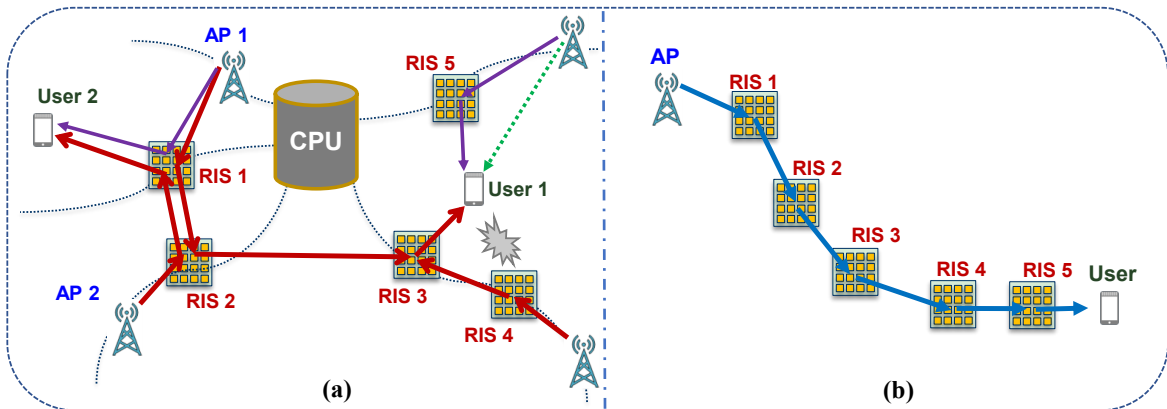 AP 1
RIS 5
User 2
CPU
RIS 1
User 1
RIS 2
RIS 3
AP 2
RIS 4
(a)
AP
RIS 1
RIS 2
RIS 3
RIS 4
RIS 5
User
(b)